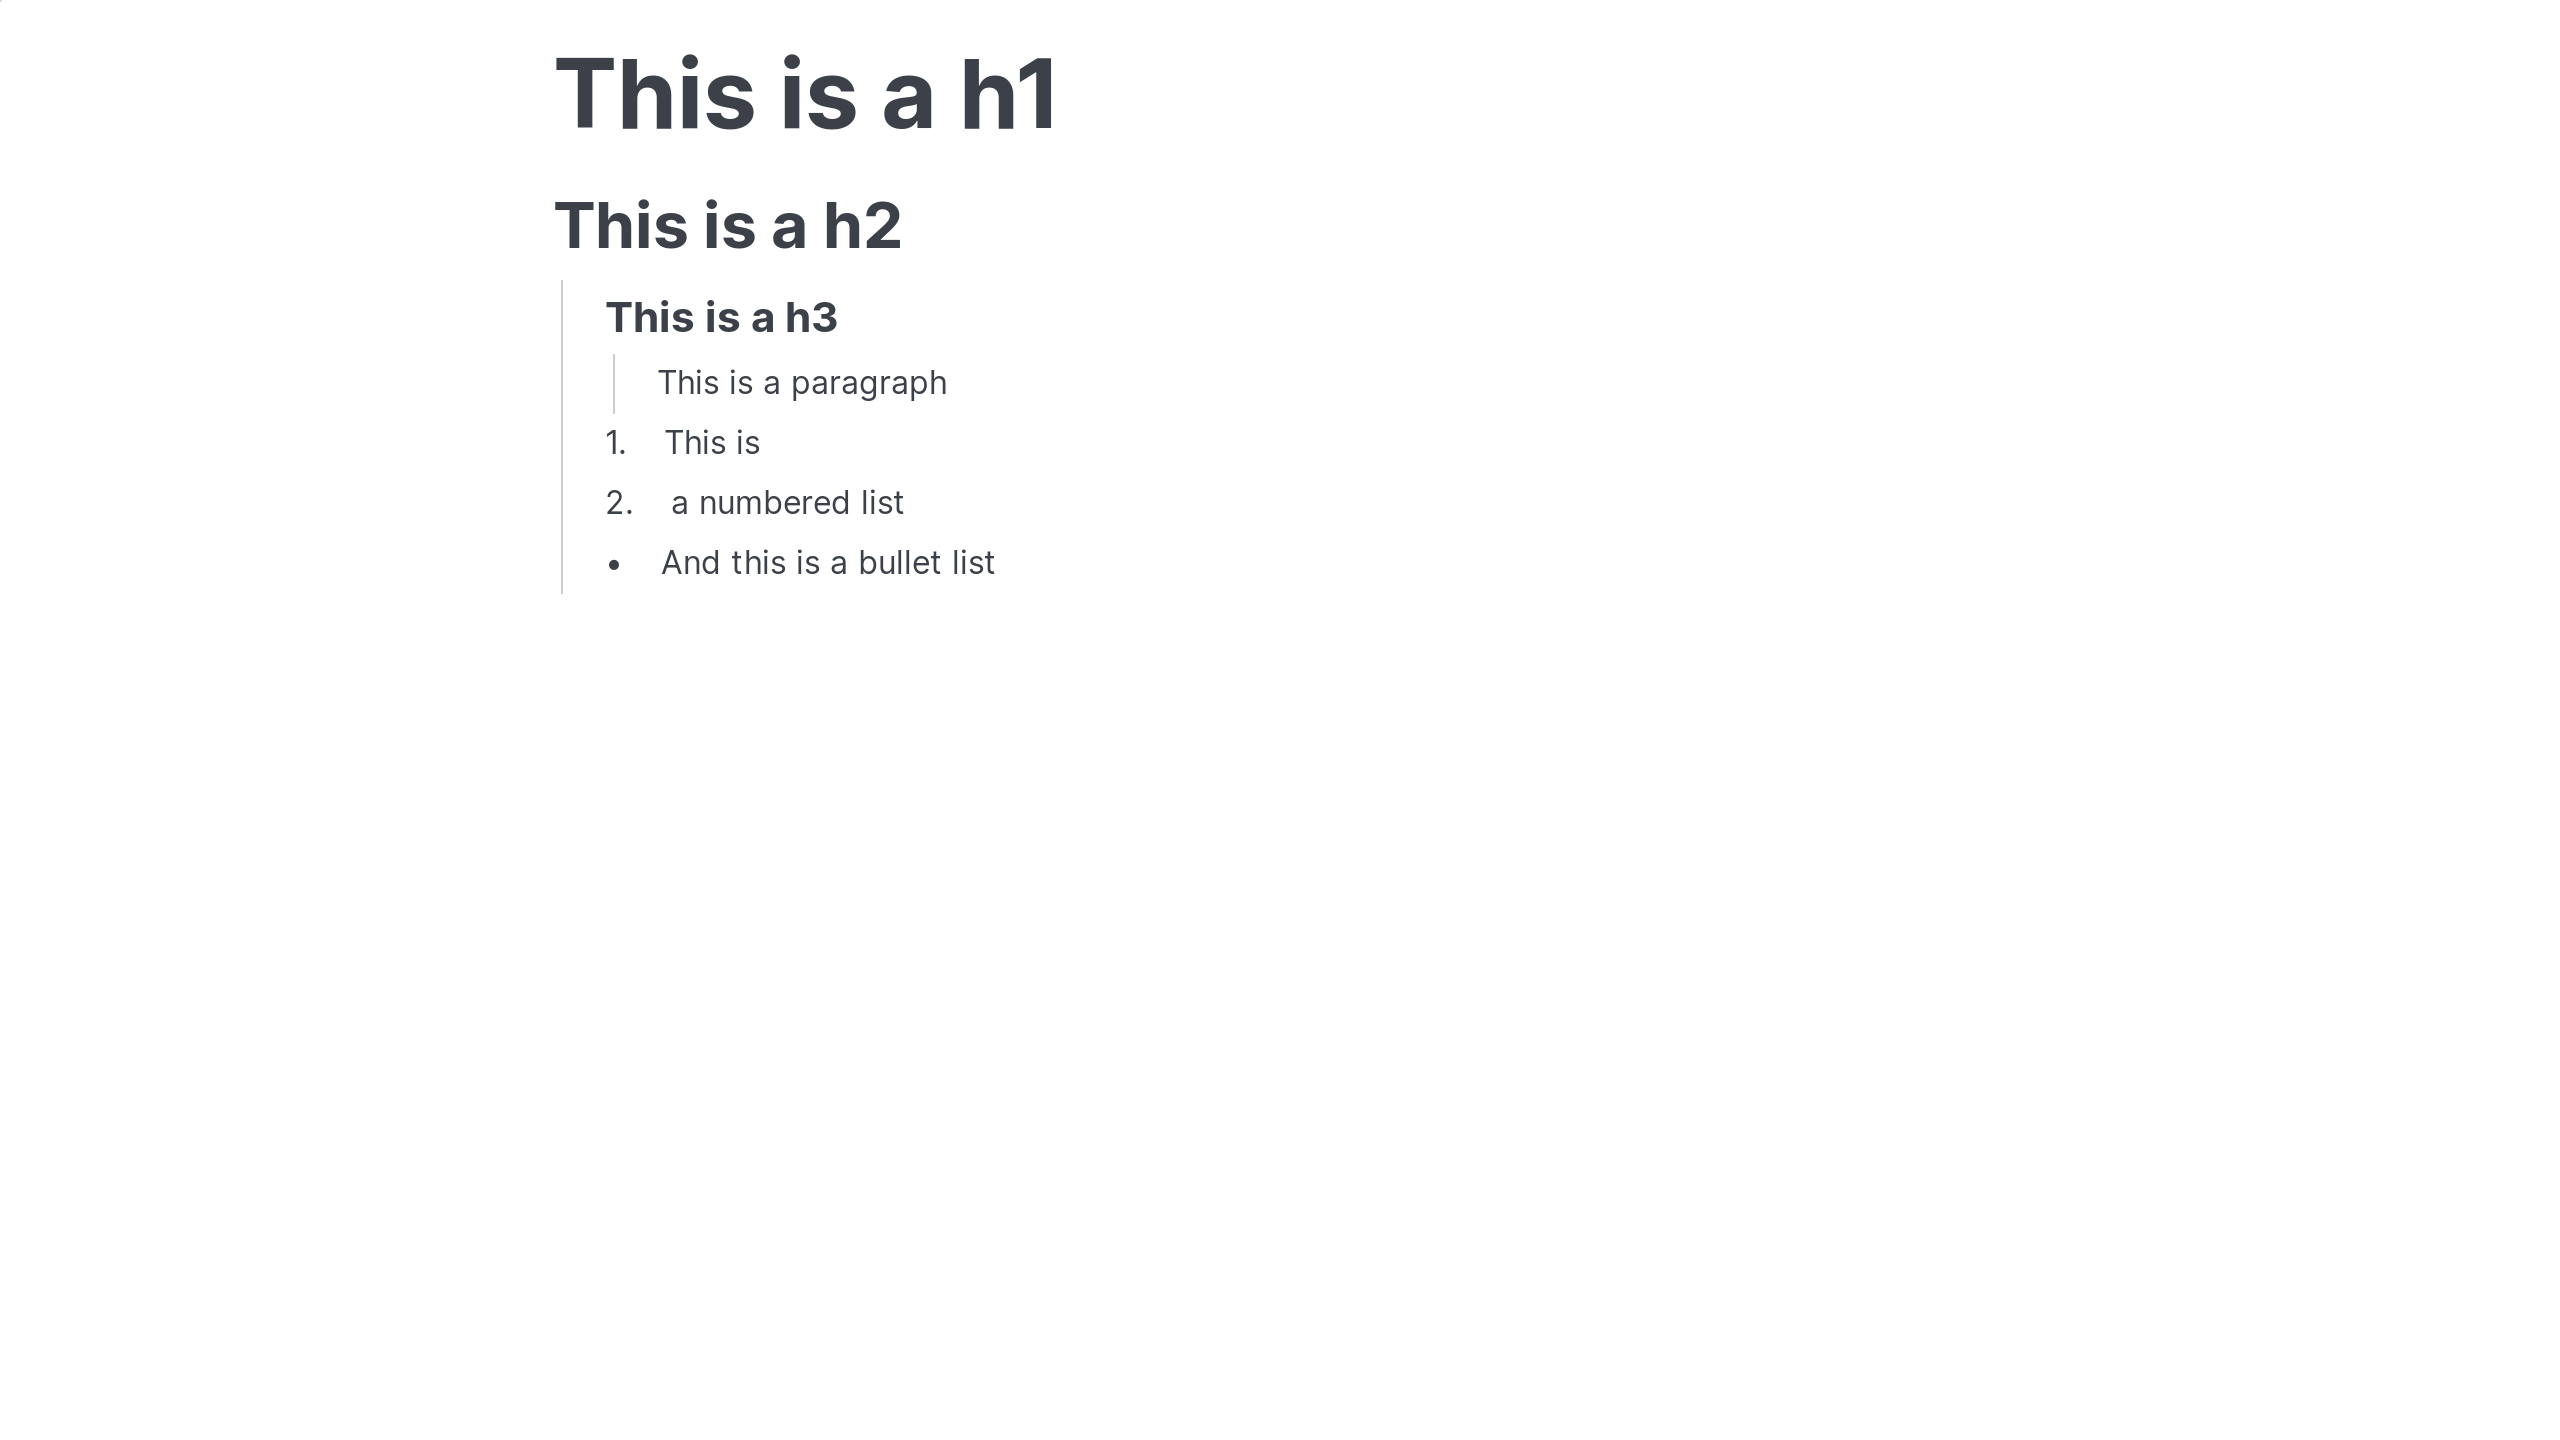 This is a h1
This is a h2
This is a h3
This is a paragraph
1. This is
2. a numbered list
• And this is a bullet list